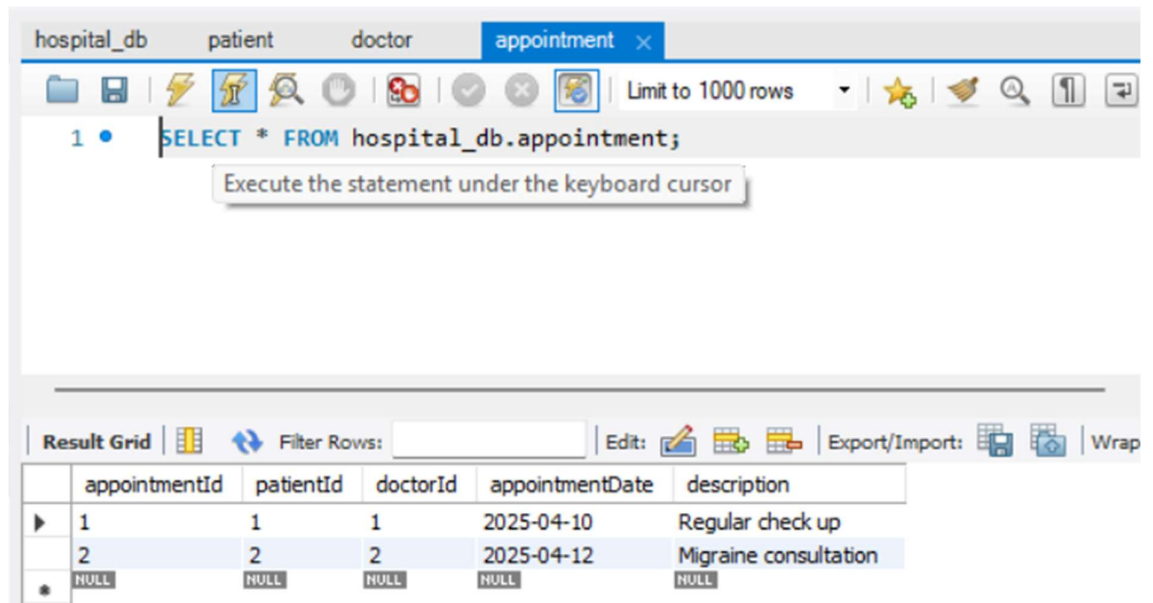 hospital_db patient doctor appointment ×
Limit to 1000 rows
1 SELECT * FROM hospital_db.appointment;
Execute the statement under the keyboard cursor
Result Grid Filter Rows: Edit: Export/Import: Wrap
appointmentId patientId doctorId appointmentDate description
1 1 1 2025-04-10 Regular check up
2 2 2 2025-04-12 Migraine consultation
NULL NULL NULL NULL NULL